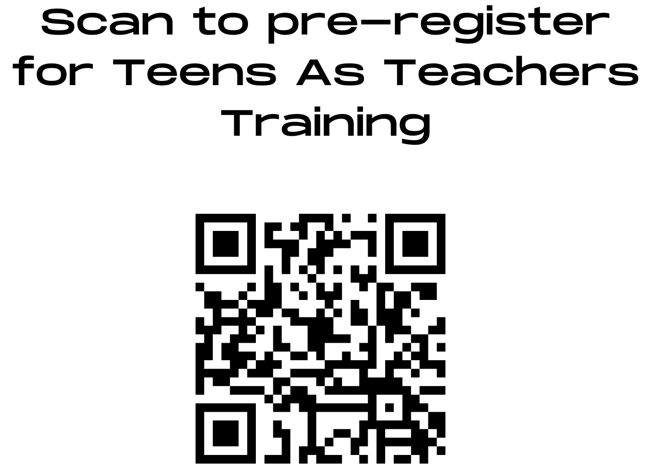 Scan to pre-register
for Teens As Teachers
Training